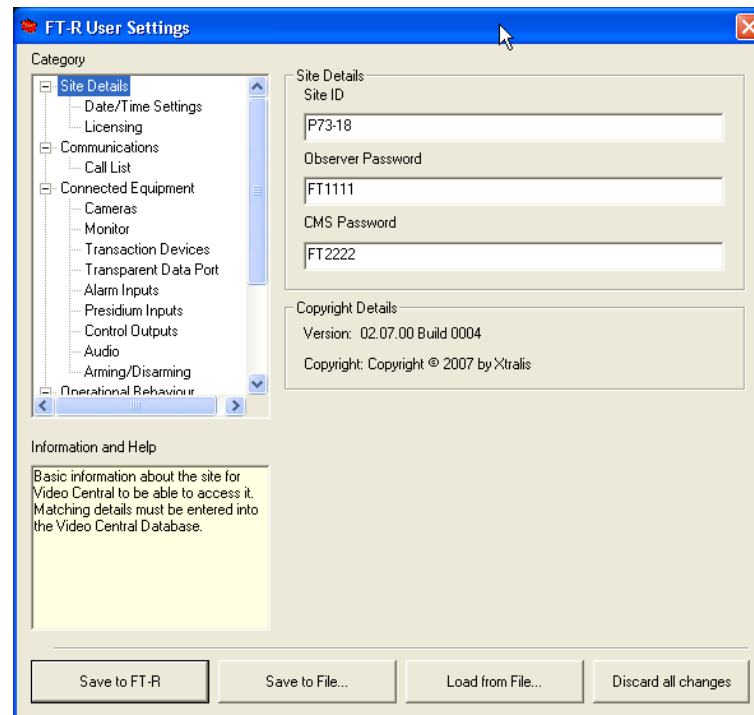 FT-R User Settings
Category
Site Details
Date/Time Settings
Licensing
Communications
Call List
Connected Equipment
Cameras
Monitor
Transaction Devices
Transparent Data Port
Alarm Inputs
Presidium Inputs
Control Outputs
Audio
Arming/Disarming
Operational Behaviour
Site Details
Site ID
P73-18
Observer Password
FT1111
CMS Password
FT2222
Copyright Details
Version: 02.07.00 Build 0004
Copyright: Copyright © 2007 by Xtralis
Information and Help
Basic information about the site for
Video Central to be able to access it.
Matching details must be entered into
the Video Central Database.
Save to FT-R
Save to File...
Load from File...
Discard all changes